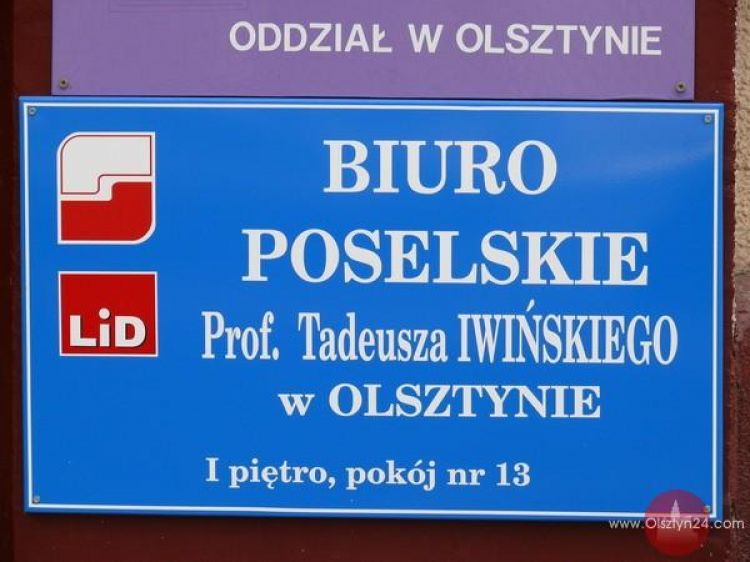 ODDZIAŁ W OLSZTYNIE
BIURO
POSELSKIE
LiD
Prof. Tadeusza IWIŃSKIEGO
w OLSZTYNIE
I piętro, pokój nr 13
www.Olsztyn24.com